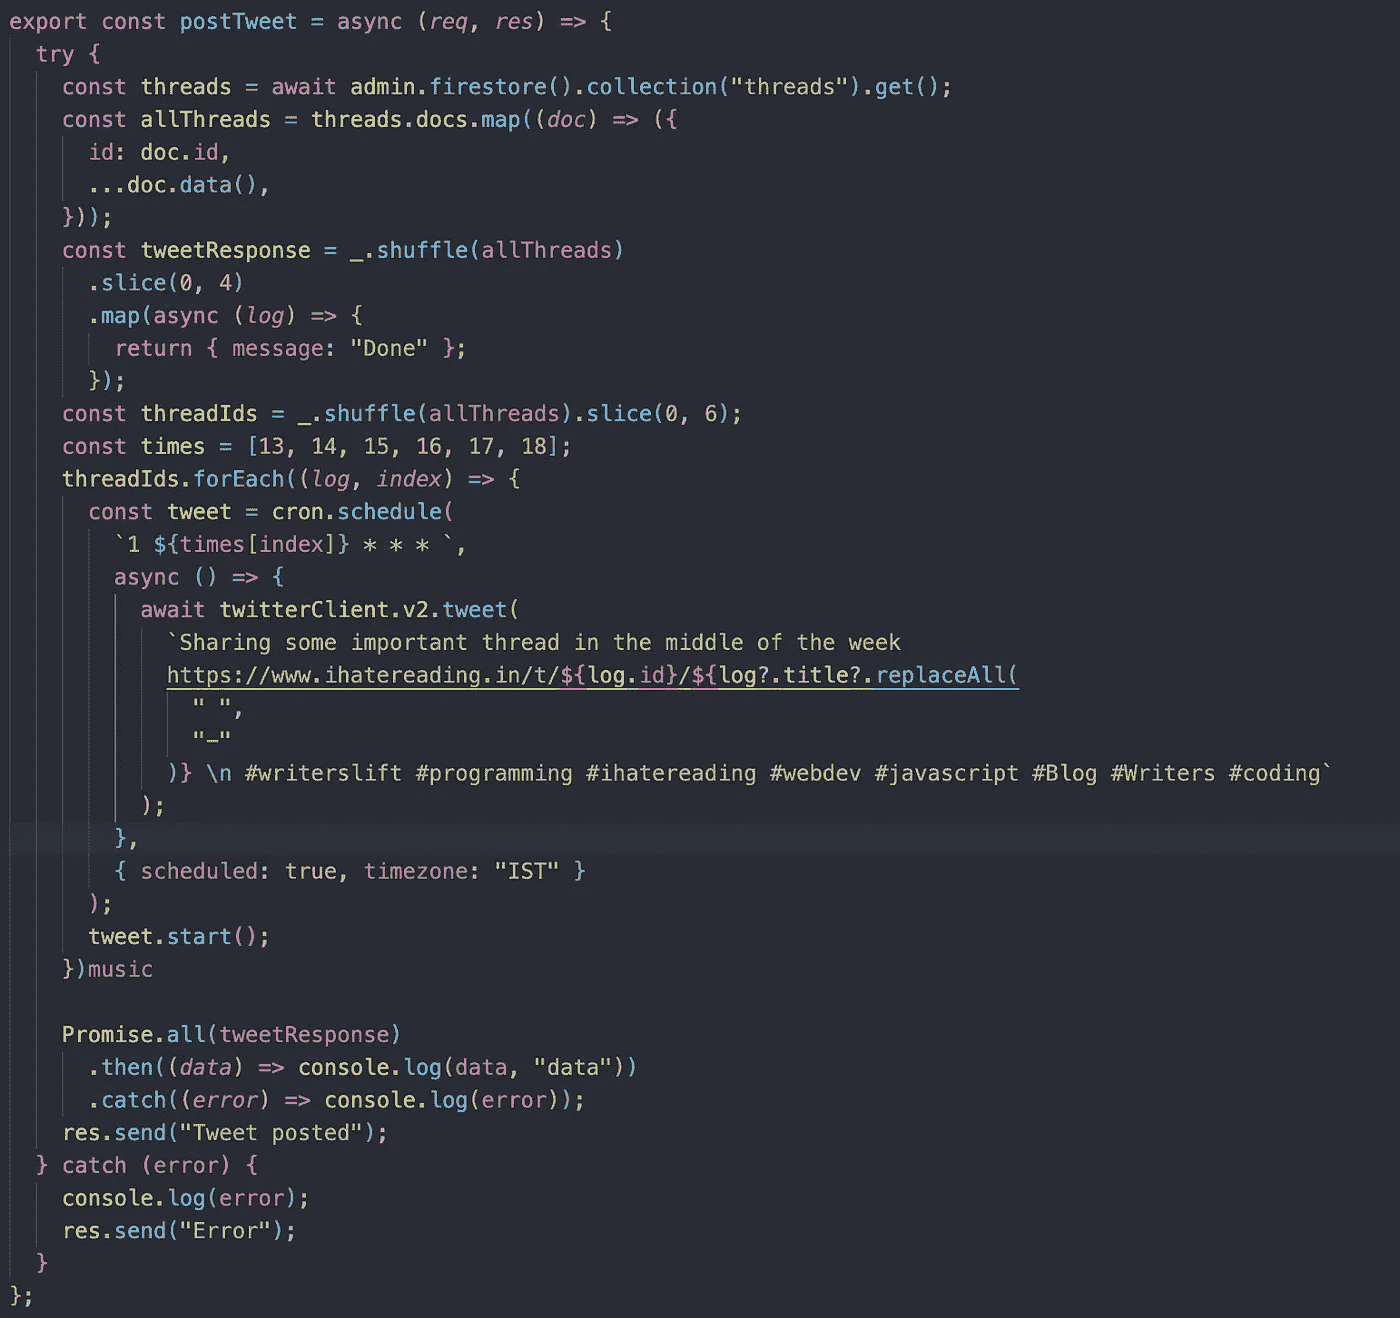 export const postTweet = async (req, res) => {
try {
const threads = await admin.firestore().collection("threads").get();
const allThreads = threads.docs.map((doc) => ({
id: doc.id,
...doc.data(),
}));
const tweetResponse = _.shuffle(allThreads)
.slice(0, 4)
.map(async (log) => {
return { message: "Done" };
});
const threadIds = _.shuffle(allThreads).slice(0, 6);
const times = [13, 14, 15, 16, 17, 18];
threadIds.forEach((log, index) => {
const tweet = cron.schedule(
`1 ${times[index]} * * * `,
async () => {
await twitterClient.v2.tweet(
`Sharing some important thread in the middle of the week
https://www.ihatereading.in/t/${log.id}/${log?.title?.replaceAll(
" ",
"-"
)} \n #writerslift #programming #ihatereading #webdev #javascript #Blog #Writers #coding`
);
},
{ scheduled: true, timezone: "IST" }
);
tweet.start();
})music
Promise.all(tweetResponse)
.then((data) => console.log(data, "data"))
.catch((error) => console.log(error));
res.send("Tweet posted");
} catch (error) {
console.log(error);
res.send("Error");
}
};